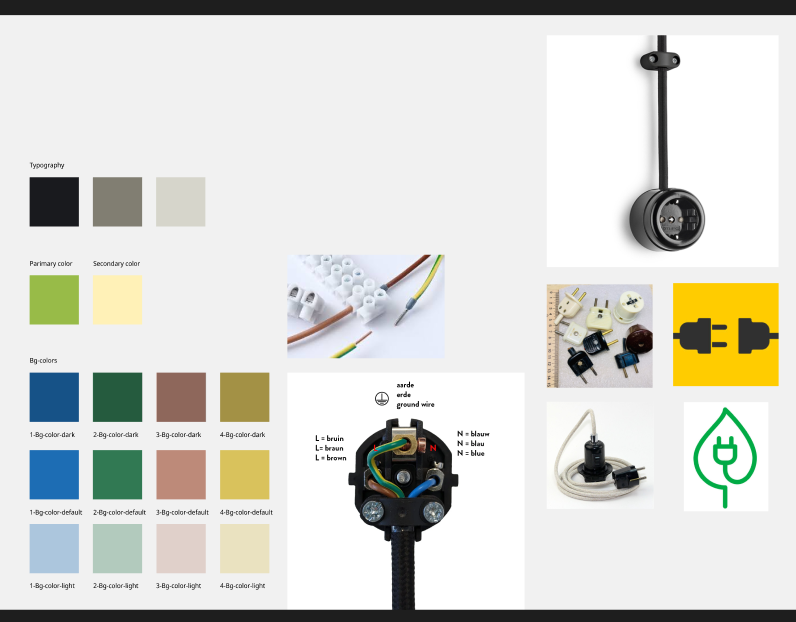 Typography
Parimary color
Secondary color
Bg-colors
1-Bg-color-dark
2-Bg-color-dark
3-Bg-color-dark
4-Bg-color-dark
1-Bg-color-default
2-Bg-color-default
3-Bg-color-default
4-Bg-color-default
1-Bg-color-light
2-Bg-color-light
3-Bg-color-light
4-Bg-color-light
aarde
erde
ground wire
L = bruin
L= braun
L = brown
N = blauw
N = blau
N = blue
N